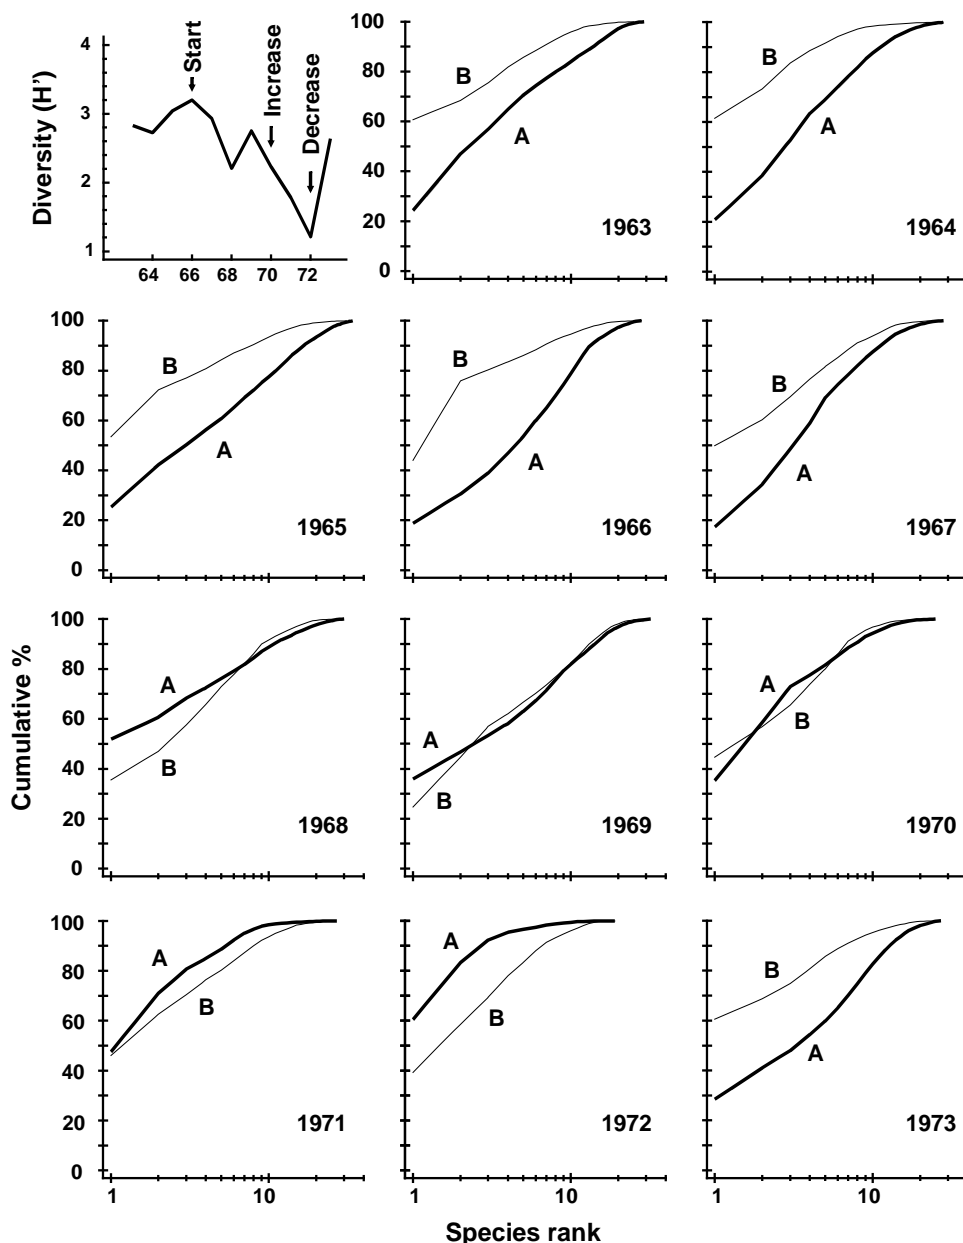 Diversity (H')
4
3
2
1
64
66
68
70
72
Start
Increase
Decrease
100
80
60
40
20
0
B
A
1963
B
A
1964
100
80
60
40
20
0
B
A
1965
B
A
1966
B
A
1967
Cumulative %
100
80
60
40
20
0
A
B
1968
A
B
1969
A
B
1970
100
80
60
40
20
0
A
B
1971
A
B
1972
B
A
1973
1
10
1
10
1
10
Species rank